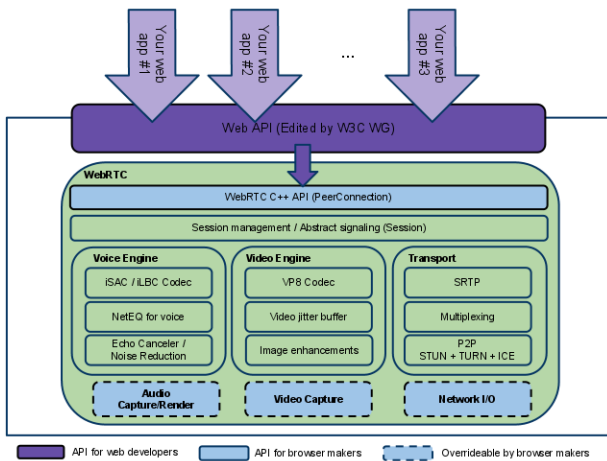 Your web
app #1
Your web
app #2
...
Your web
app #3
Web API (Edited by W3C WG)
WebRTC
WebRTC C++ API (PeerConnection)
Session management / Abstract signaling (Session)
Voice Engine
iSAC / iLBC Codec
NetEQ for voice
Echo Canceler /
Noise Reduction
Video Engine
VP8 Codec
Video jitter buffer
Image enhancements
Transport
SRTP
Multiplexing
P2P
STUN + TURN + ICE
Audio
Capture/Render
Video Capture
Network I/O
API for web developers
API for browser makers
Overrideable by browser makers